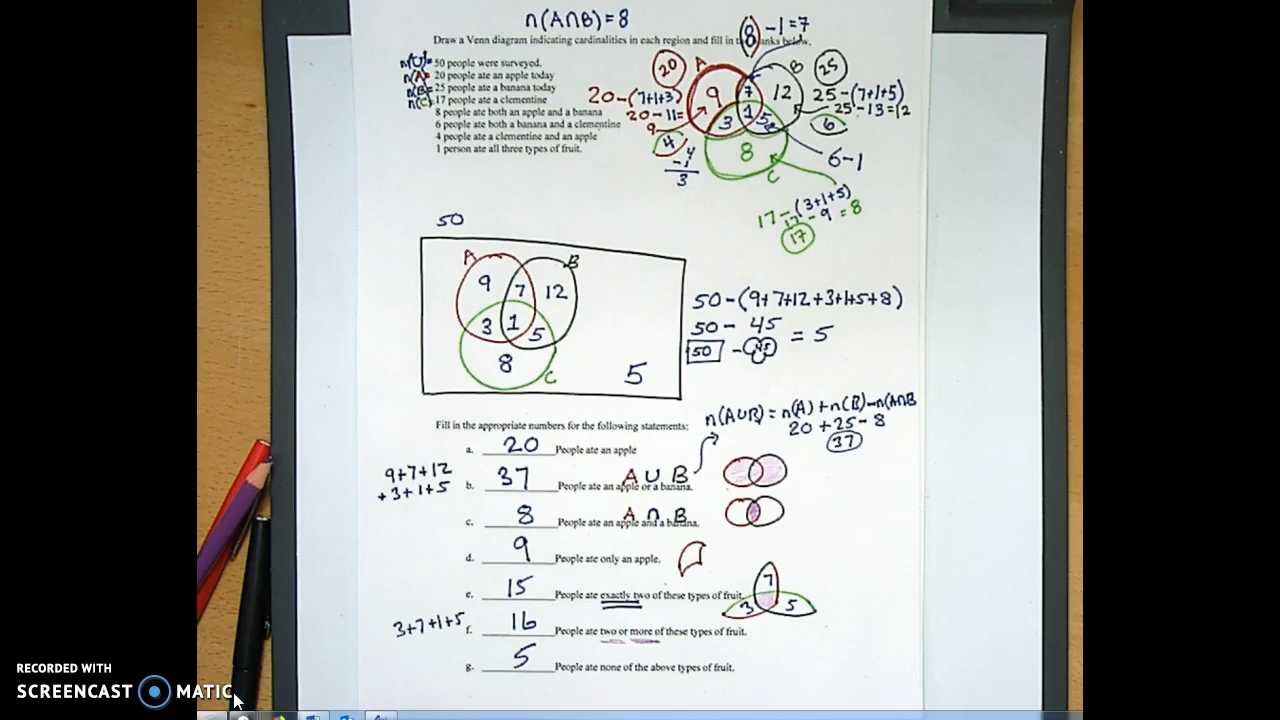 n(A∩B)=8
(8) -1=7
Draw a Venn diagram indicating cardinalities in each region and fill in the blanks below.
n(U)= 50 people were surveyed.
n(A)= 20 people ate an apple today
n(B)= 25 people ate a banana today
n(C)= 17 people ate a clementine
8 people ate both an apple and a banana
6 people ate both a banana and a clementine
4 people ate a clementine and an apple
1 person ate all three types of fruit.
20 A B 25
9 7 12
3 1 5
8
C
20-(7+1+3)
20-11=
9
4
4
-1
3
25-(7+1+5)
25-13=12
6
6-1
17-(3+1+5)
17-9=8
17
50
A B
9 7 12
3 1 5
8
C
5
50-(9+7+12+3+1+5+8)
50-45 = 5
50 - 45
n(A∪B)=n(A)+n(B)-n(A∩B
20+25-8
37
Fill in the appropriate numbers for the following statements:
a. 20 People ate an apple
9+7+12
+3+1+5
b. 37 People ate an apple or a banana.
A ∪ B
c. 8 People ate an apple and a banana.
A ∩ B
d. 9 People ate only an apple.
e. 15 People ate exactly two of these types of fruit.
7
3 5
3+7+1+5
f. 16 People ate two or more of these types of fruit.
g. 5 People ate none of the above types of fruit.
RECORDED WITH
SCREENCAST MATIC